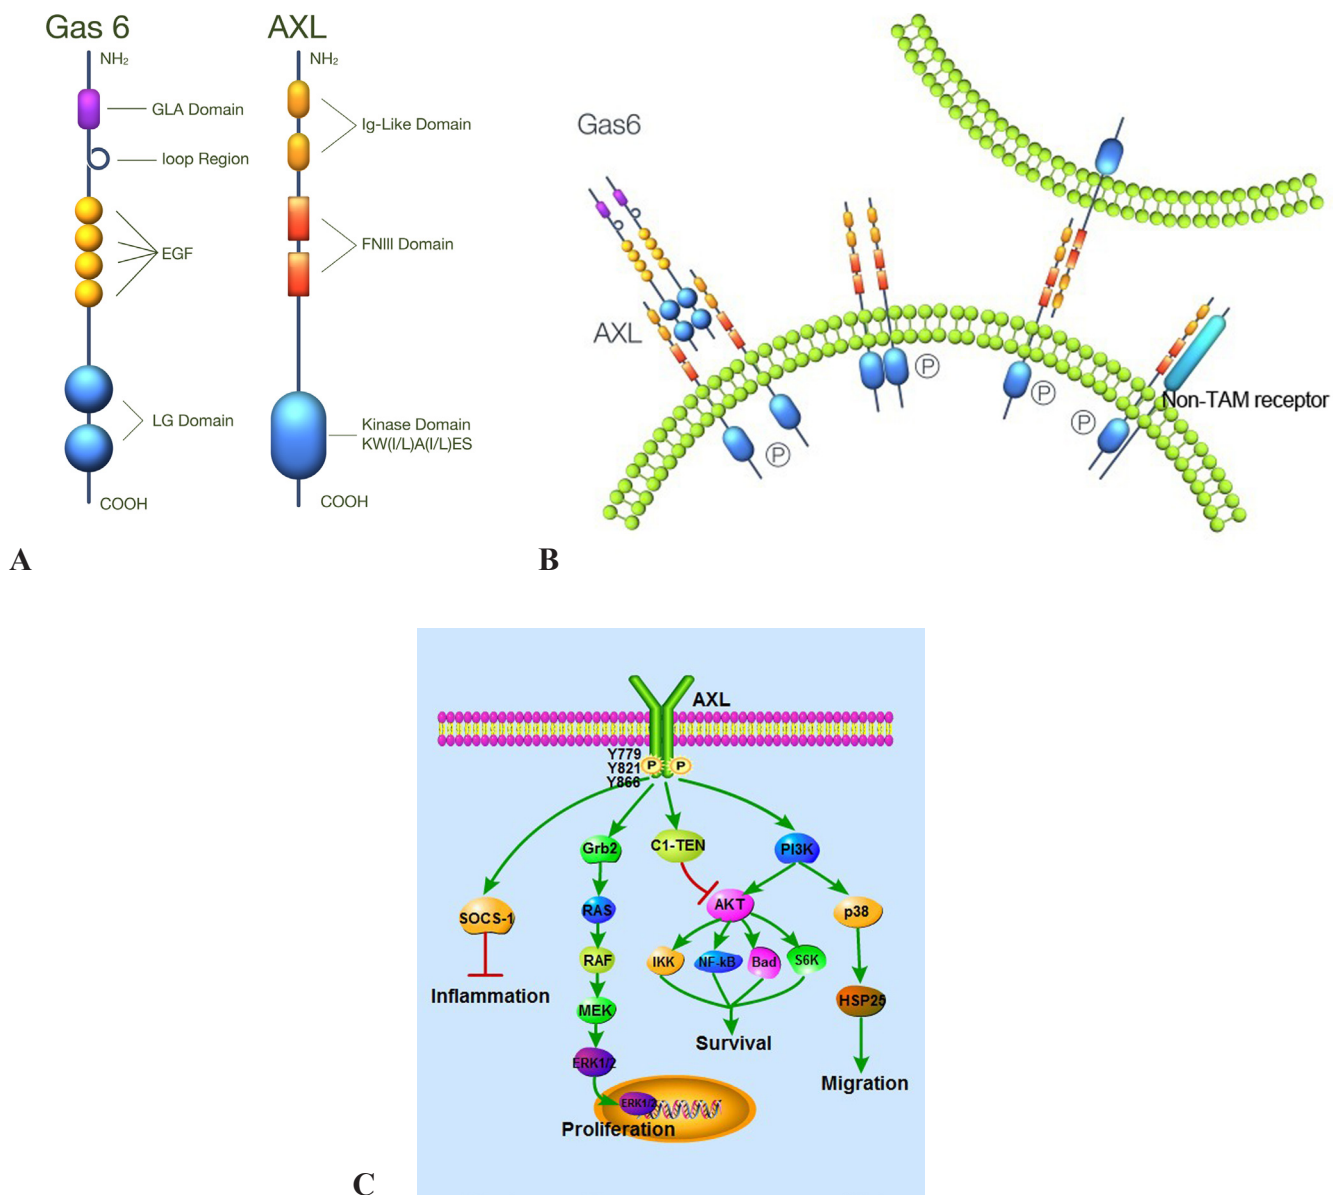 Gas 6
AXL
NH₂
NH₂
GLA Domain
Ig-Like Domain
loop Region
EGF
FNIII Domain
LG Domain
Kinase Domain
KW(I/L)A(I/L)ES
COOH
COOH
A
Gas6
AXL
P
P
P
P
Non-TAM receptor
B
AXL
Y779
Y821
Y866
P
P
Grb2
C1-TEN
PI3K
SOCS-1
RAS
AKT
p38
RAF
IKK
NF-kB
Bad
S6K
Inflammation
MEK
HSP25
Survival
ERK1/2
Migration
ERK1/2
Proliferation
C